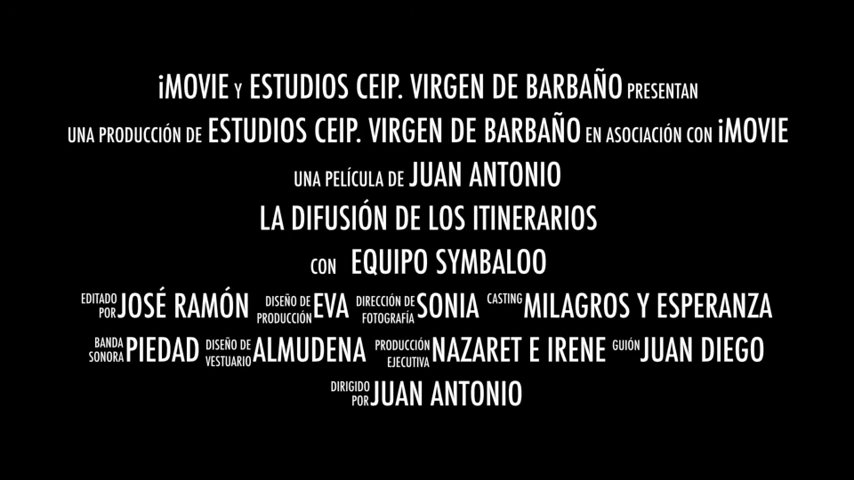 iMOVIE Y ESTUDIOS CEIP. VIRGEN DE BARBAÑO PRESENTAN
UNA PRODUCCIÓN DE ESTUDIOS CEIP. VIRGEN DE BARBAÑO EN ASOCIACIÓN CON iMOVIE
UNA PELÍCULA DE JUAN ANTONIO
LA DIFUSIÓN DE LOS ITINERARIOS
CON EQUIPO SYMBALOO
EDITADO POR JOSÉ RAMÓN DISEÑO DE PRODUCCIÓN EVA DIRECCIÓN DE FOTOGRAFÍA SONIA CASTING MILAGROS Y ESPERANZA
BANDA SONORA PIEDAD DISEÑO DE VESTUARIO ALMUDENA PRODUCCIÓN EJECUTIVA NAZARET E IRENE GUIÓN JUAN DIEGO
DIRIGIDO POR JUAN ANTONIO